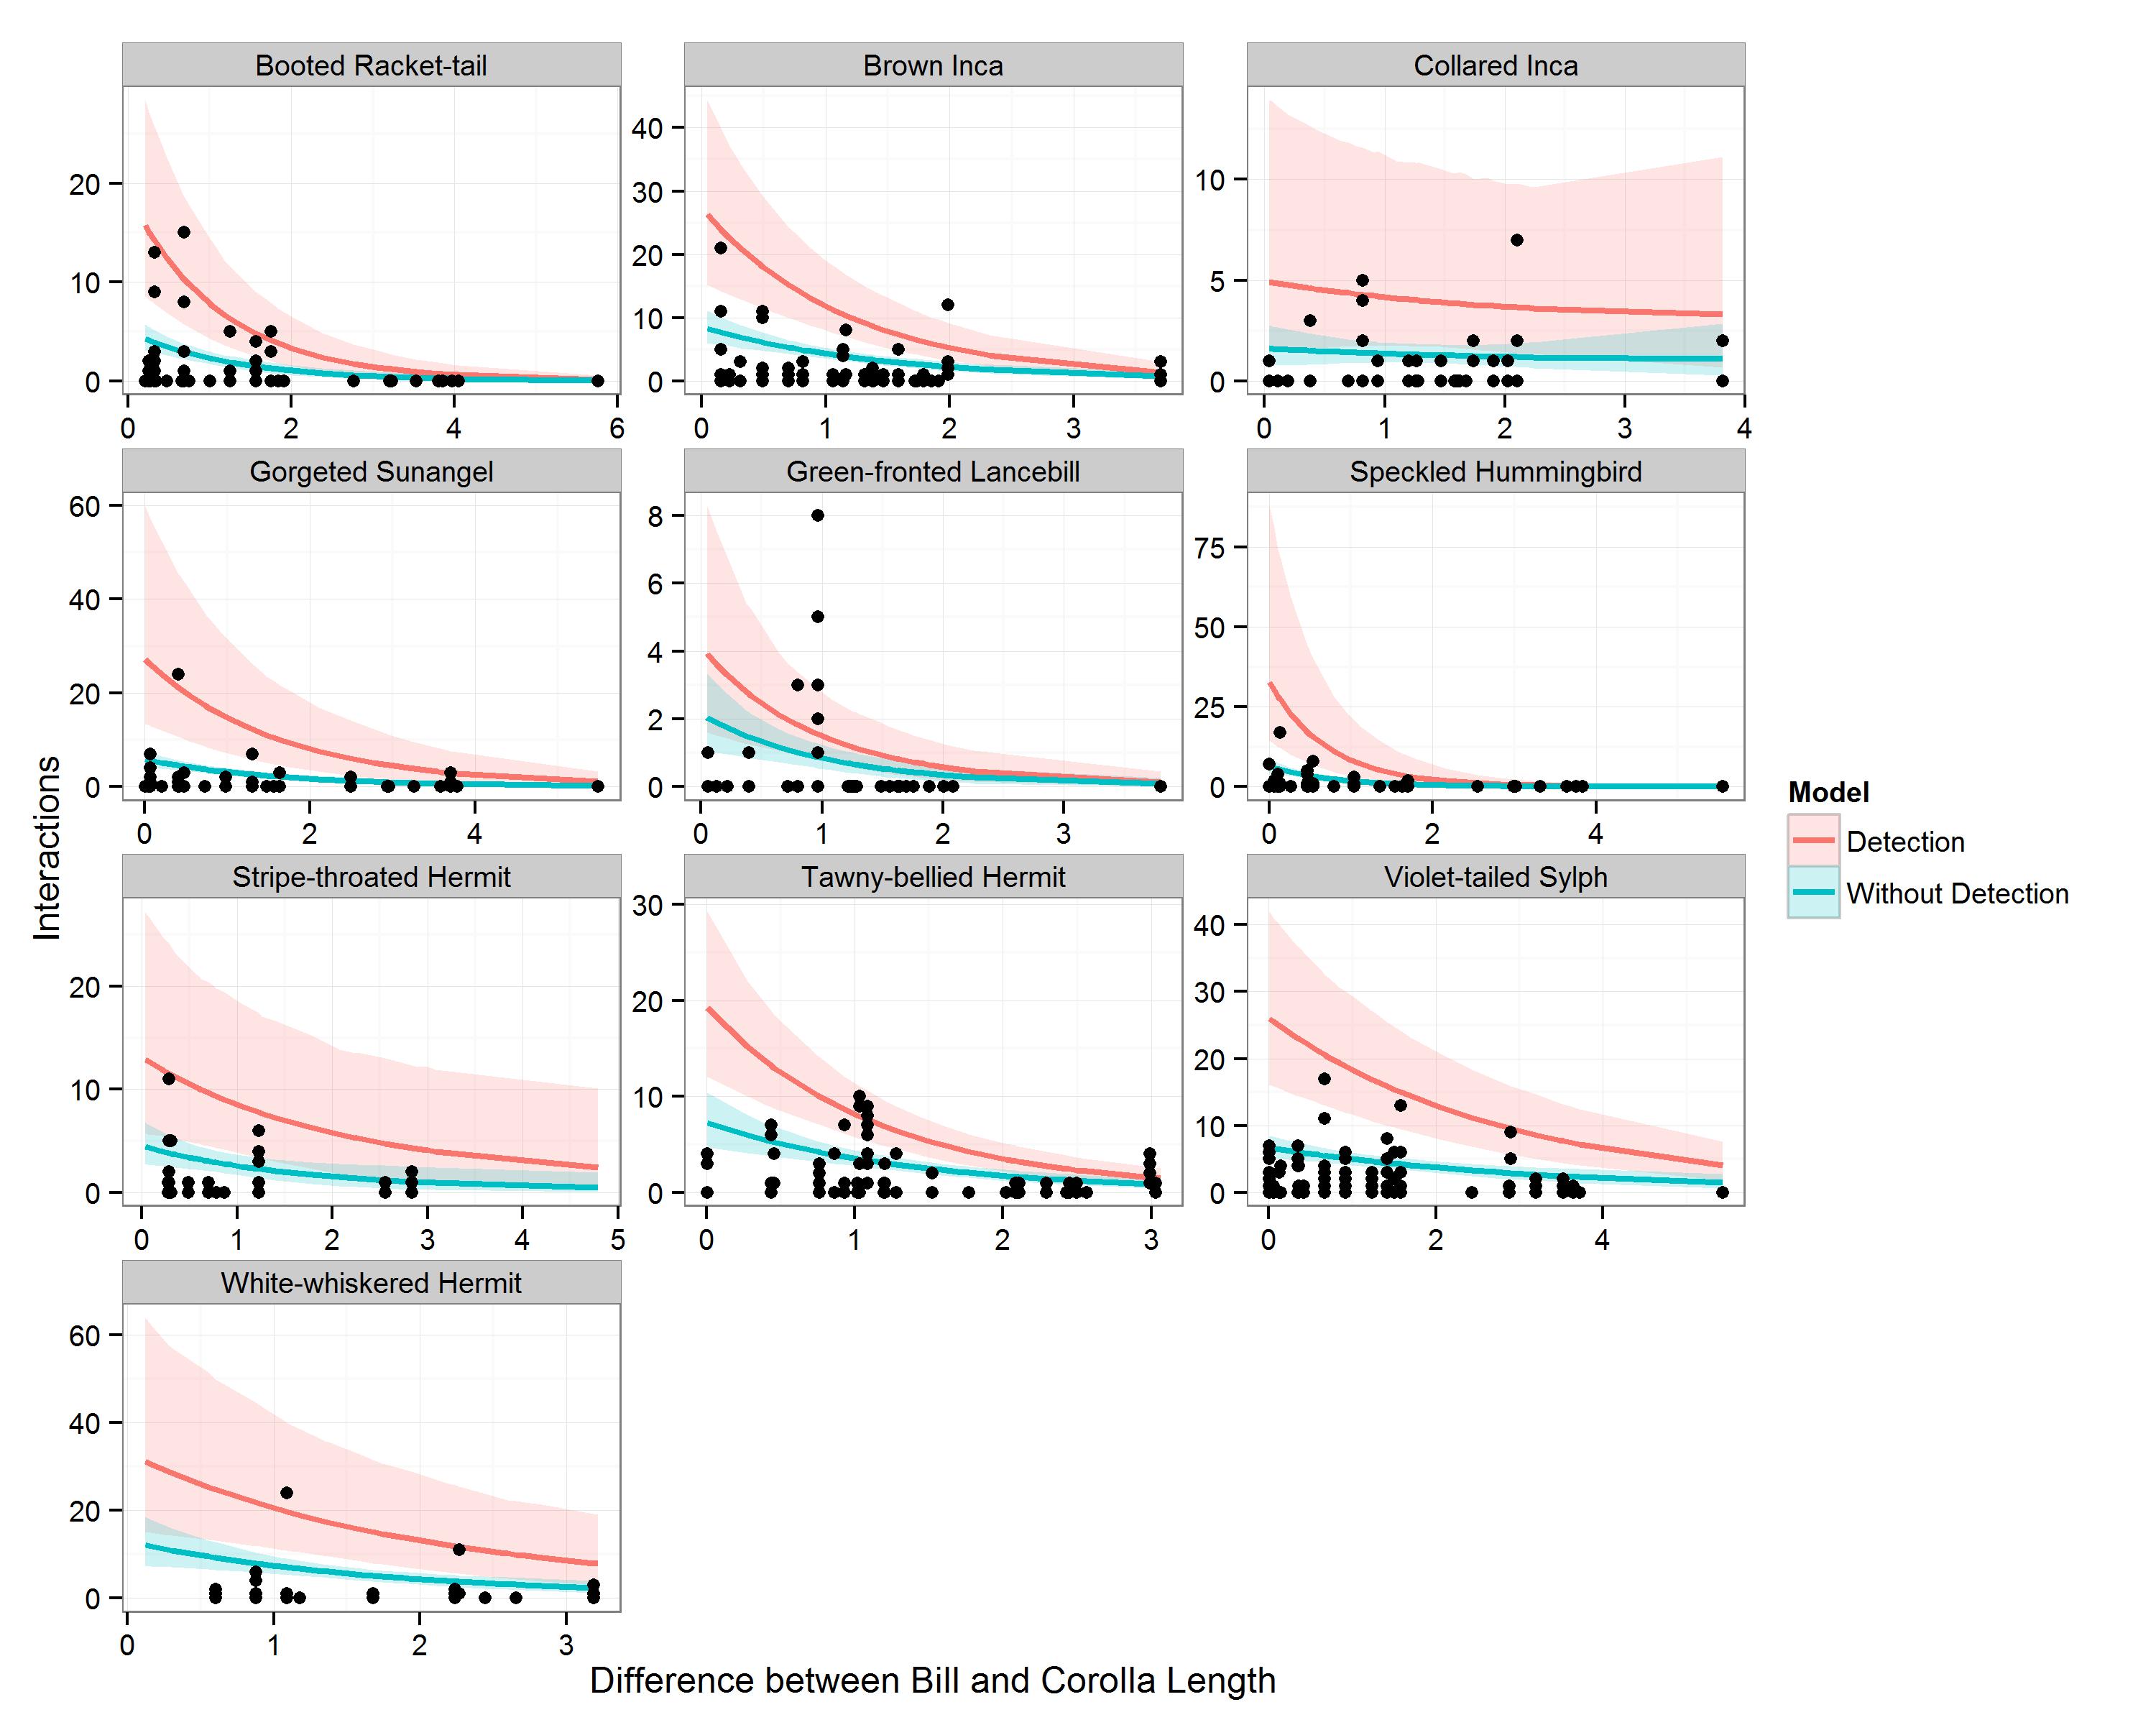 Booted Racket-tail
Brown Inca
Collared Inca
20
10
0
0 2 4 6
40
30
20
10
0
0 1 2 3
10
5
0
0 1 2 3 4
Gorgeted Sunangel
Green-fronted Lancebill
Speckled Hummingbird
60
40
20
0
0 2 4
8
6
4
2
0
0 1 2 3
75
50
25
0
0 2 4
Stripe-throated Hermit
Tawny-bellied Hermit
Violet-tailed Sylph
20
10
0
0 1 2 3 4 5
30
20
10
0
0 1 2 3
40
30
20
10
0
0 2 4
White-whiskered Hermit
60
40
20
0
0 1 2 3
Interactions
Difference between Bill and Corolla Length
Model
Detection
Without Detection